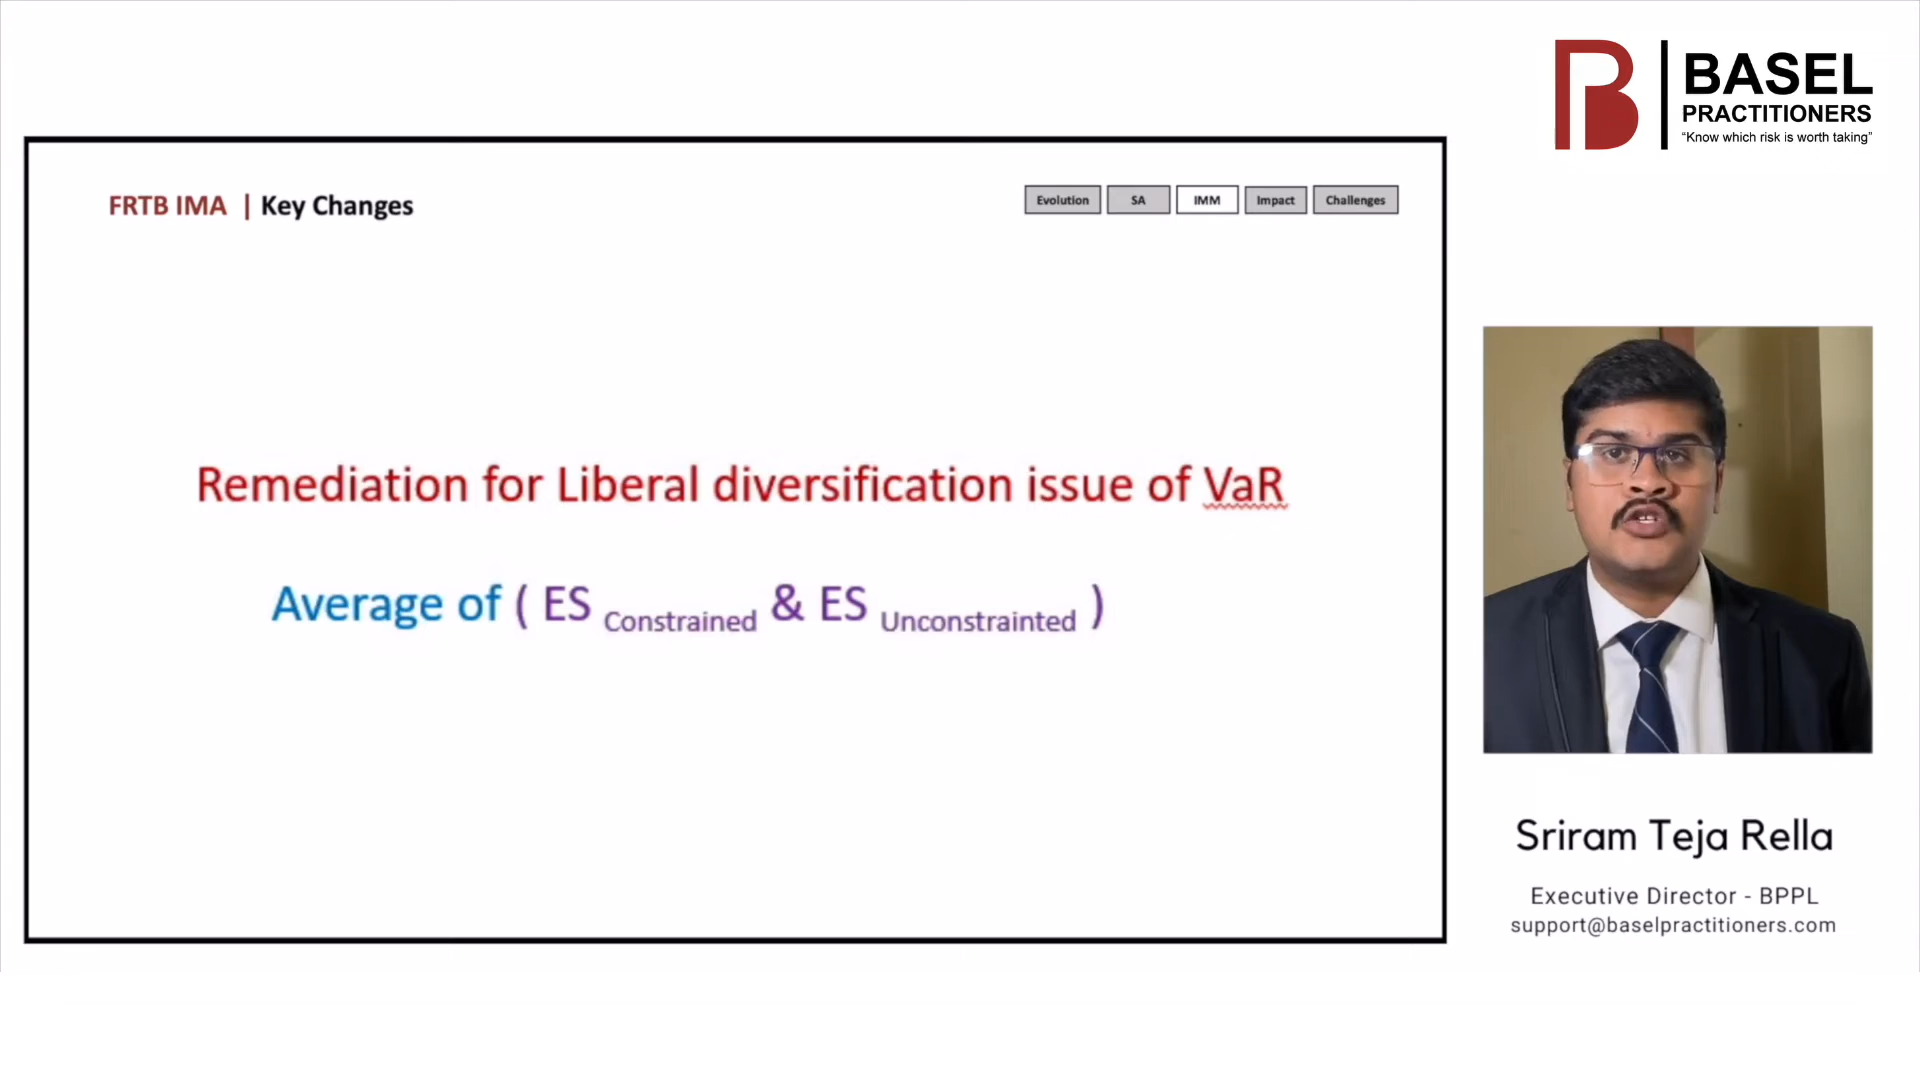 BASEL
PRACTITIONERS
“Know which risk is worth taking”
FRTB IMA | Key Changes
Evolution SA IMM Impact Challenges
Remediation for Liberal diversification issue of VaR
Average of ( ES Constrained & ES Unconstrainted )
Sriram Teja Rella
Executive Director - BPPL
support@baselpractitioners.com